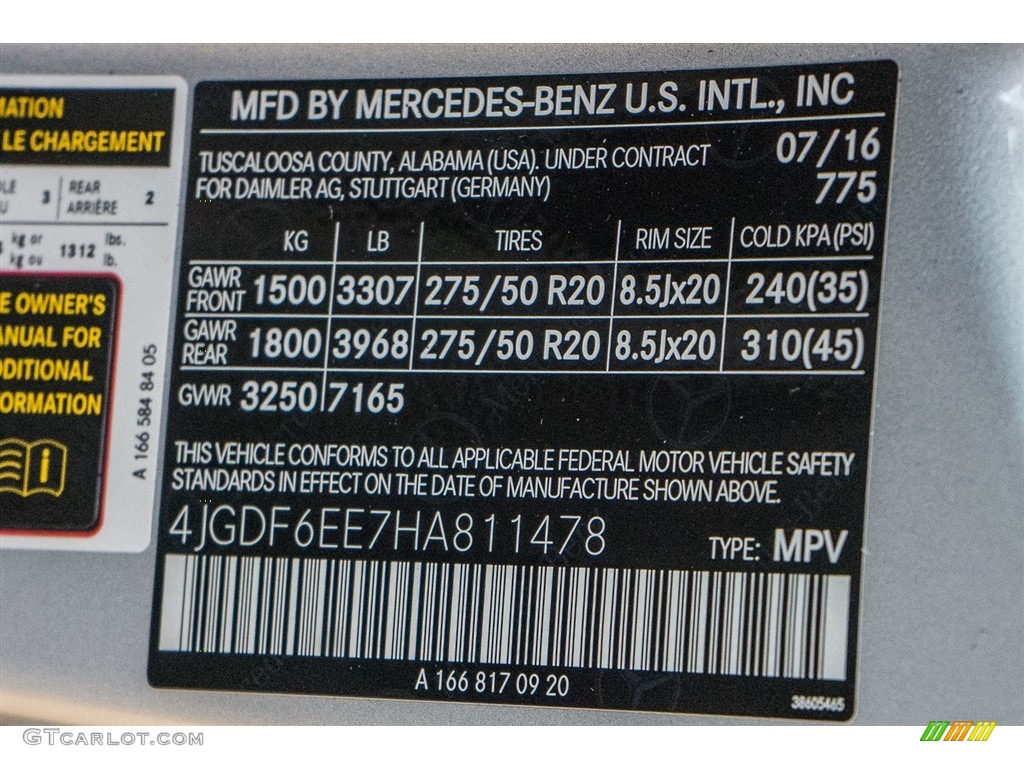 MATION
LE CHARGEMENT
3 REAR 2
ARRIÈRE
kg or 1312 lbs.
kg ou lb.
E OWNER'S
ANUAL FOR
DDITIONAL
ORMATION
A 166 584 84 05
MFD BY MERCEDES-BENZ U.S. INTL., INC
TUSCALOOSA COUNTY, ALABAMA (USA). UNDER CONTRACT 07/16
FOR DAIMLER AG, STUTTGART (GERMANY) 775
KG LB TIRES RIM SIZE COLD KPA(PSI)
GAWR FRONT 1500 3307 275/50 R20 8.5Jx20 240(35)
GAWR REAR 1800 3968 275/50 R20 8.5Jx20 310(45)
GVWR 3250 7165
THIS VEHICLE CONFORMS TO ALL APPLICABLE FEDERAL MOTOR VEHICLE SAFETY
STANDARDS IN EFFECT ON THE DATE OF MANUFACTURE SHOWN ABOVE.
4JGDF6EE7HA811478 TYPE: MPV
A 166 817 09 20
38605465
GTCARLOT.COM